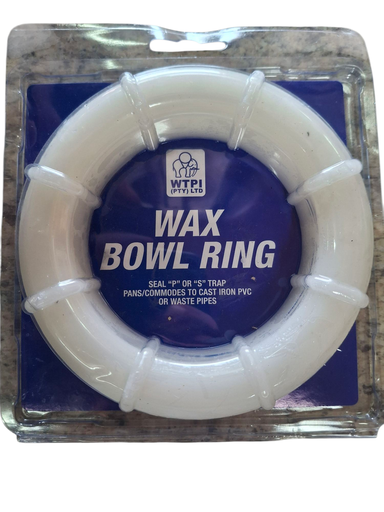 WTPI
(PTY) LTD
WAX
BOWL RING
SEAL "P" OR "S" TRAP
PANS/COMMODES TO CAST IRON PVC
OR WASTE PIPES